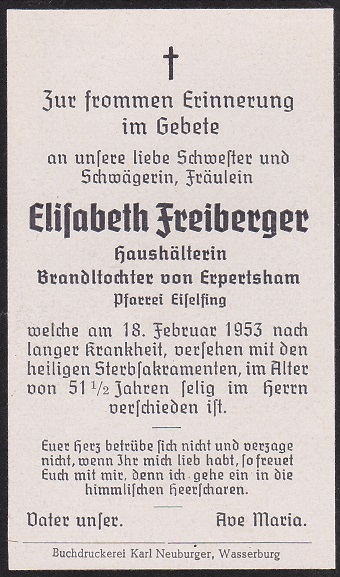 Zur frommen Erinnerung
im Gebete
an unsere liebe Schwester und
Schwägerin, Fräulein
Elisabeth Freiberger
Haushälterin
Brandltochter von Erpertsham
Pfarrei Eiselfing
welche am 18. Februar 1953 nach
langer Krankheit, versehen mit den
heiligen Sterbsakramenten, im Alter
von 51 1/2 Jahren selig im Herrn
verschieden ist.
Euer Herz betrübe sich nicht und verzage
nicht, wenn Ihr mich lieb habt, so freuet
Euch mit mir, denn ich gehe ein in die
himmlischen Heerscharen.
Vater unser. Ave Maria.
Buchdruckerei Karl Neuburger, Wasserburg